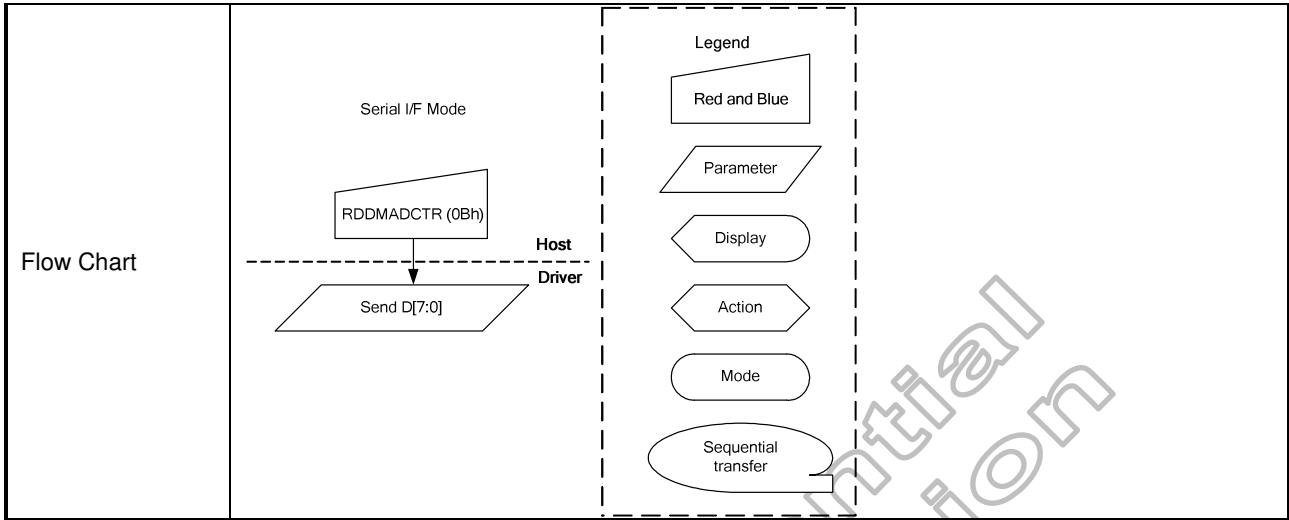 Flow Chart
Serial I/F Mode
RDDMADCTR (0Bh)
Host
Driver
Send D[7:0]
Legend
Red and Blue
Parameter
Display
Action
Mode
Sequential
transfer